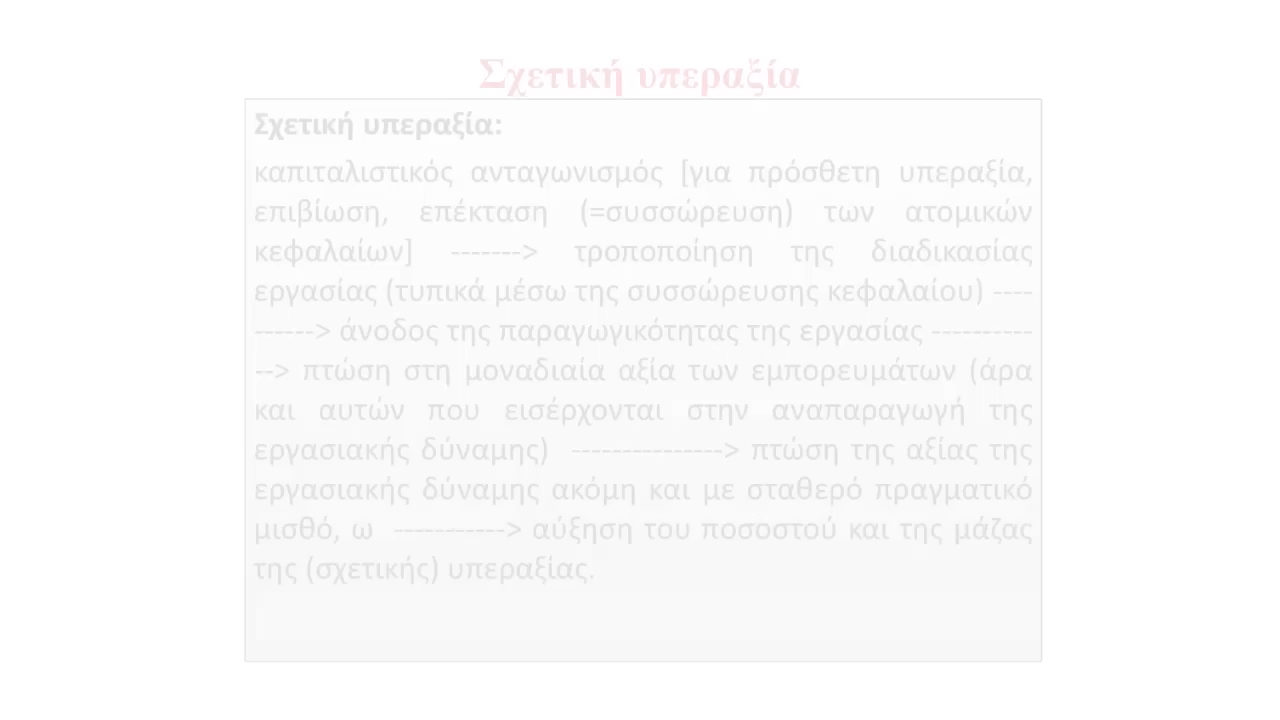 Σχετική υπεραξία
Σχετική υπεραξία:
καπιταλιστικός ανταγωνισμός [για πρόσθετη υπεραξία,
επιβίωση, επέκταση (=συσσώρευση) των ατομικών
κεφαλαίων] -------> τροποποίηση της διαδικασίας
εργασίας (τυπικά μέσω της συσσώρευσης κεφαλαίου) ----
------> άνοδος της παραγωγικότητας της εργασίας ----------
--> πτώση στη μοναδιαία αξία των εμπορευμάτων (άρα
και αυτών που εισέρχονται στην αναπαραγωγή της
εργασιακής δύναμης) ---------------> πτώση της αξίας της
εργασιακής δύναμης ακόμη και με σταθερό πραγματικό
μισθό, ω -----------> αύξηση του ποσοστού και της μάζας
της (σχετικής) υπεραξίας.